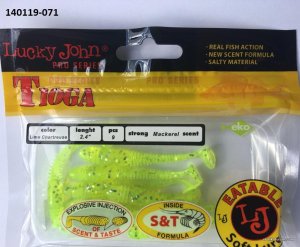 140119-071
Lucky John
PRO SERIES
TIOGA
- REAL FISH ACTION
- NEW SCENT FORMULA
- SALTY MATERIAL
color
Lime Chartreuse
lenght
2.4"
pcs
9
strong Mackerel scent
eko
EXPLOSIVE INJECTION
OF SCENT & TASTE
INSIDE
S&T
FORMULA
EATABLE
LJ